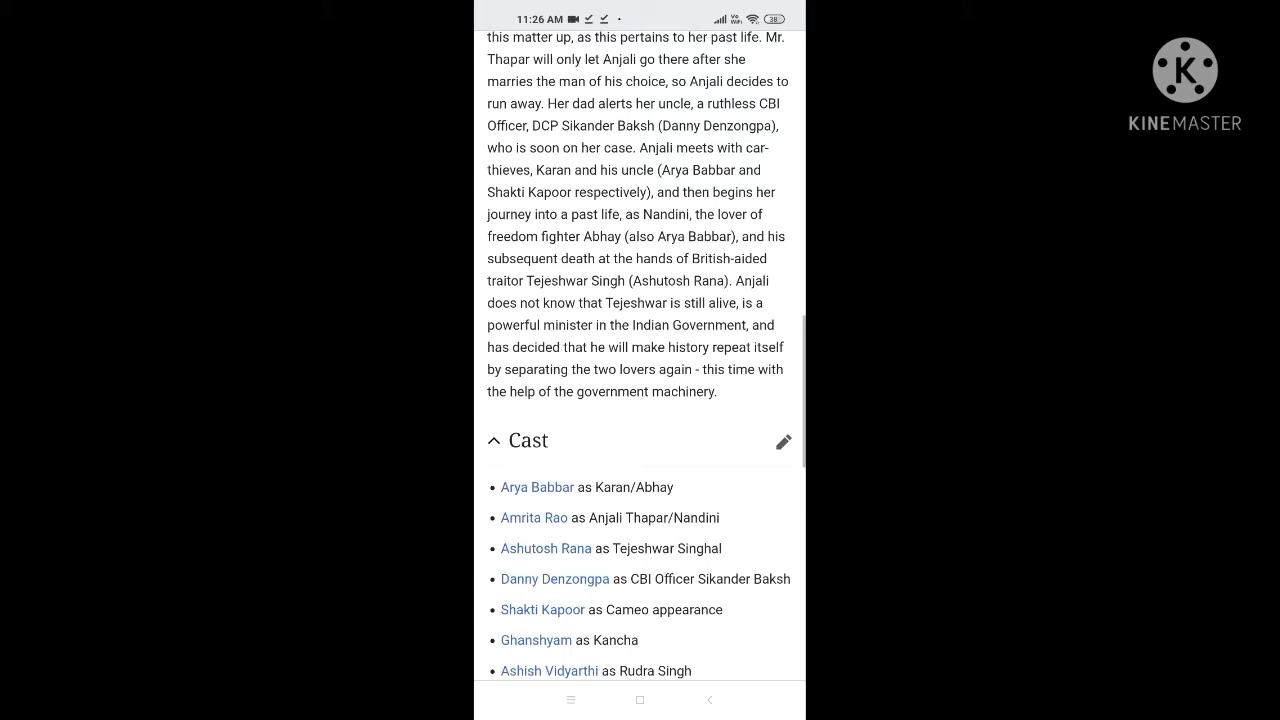 11:26 AM
Vo
WiFi
38
this matter up, as this pertains to her past life. Mr.
Thapar will only let Anjali go there after she
marries the man of his choice, so Anjali decides to
run away. Her dad alerts her uncle, a ruthless CBI
Officer, DCP Sikander Baksh (Danny Denzongpa),
who is soon on her case. Anjali meets with car-
thieves, Karan and his uncle (Arya Babbar and
Shakti Kapoor respectively), and then begins her
journey into a past life, as Nandini, the lover of
freedom fighter Abhay (also Arya Babbar), and his
subsequent death at the hands of British-aided
traitor Tejeshwar Singh (Ashutosh Rana). Anjali
does not know that Tejeshwar is still alive, is a
powerful minister in the Indian Government, and
has decided that he will make history repeat itself
by separating the two lovers again - this time with
the help of the government machinery.
Cast
• Arya Babbar as Karan/Abhay
• Amrita Rao as Anjali Thapar/Nandini
• Ashutosh Rana as Tejeshwar Singhal
• Danny Denzongpa as CBI Officer Sikander Baksh
• Shakti Kapoor as Cameo appearance
• Ghanshyam as Kancha
• Ashish Vidyarthi as Rudra Singh
K
KINEMASTER